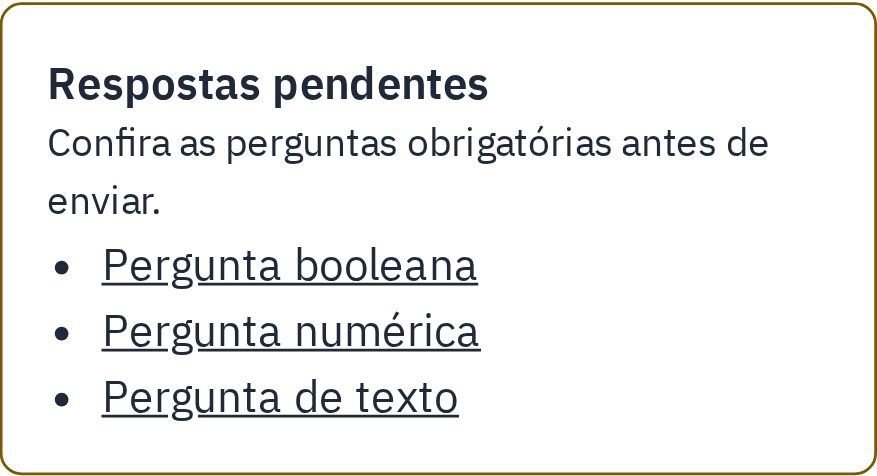 Respostas pendentes
Confira as perguntas obrigatórias antes de
enviar.
• Pergunta booleana
• Pergunta numérica
• Pergunta de texto